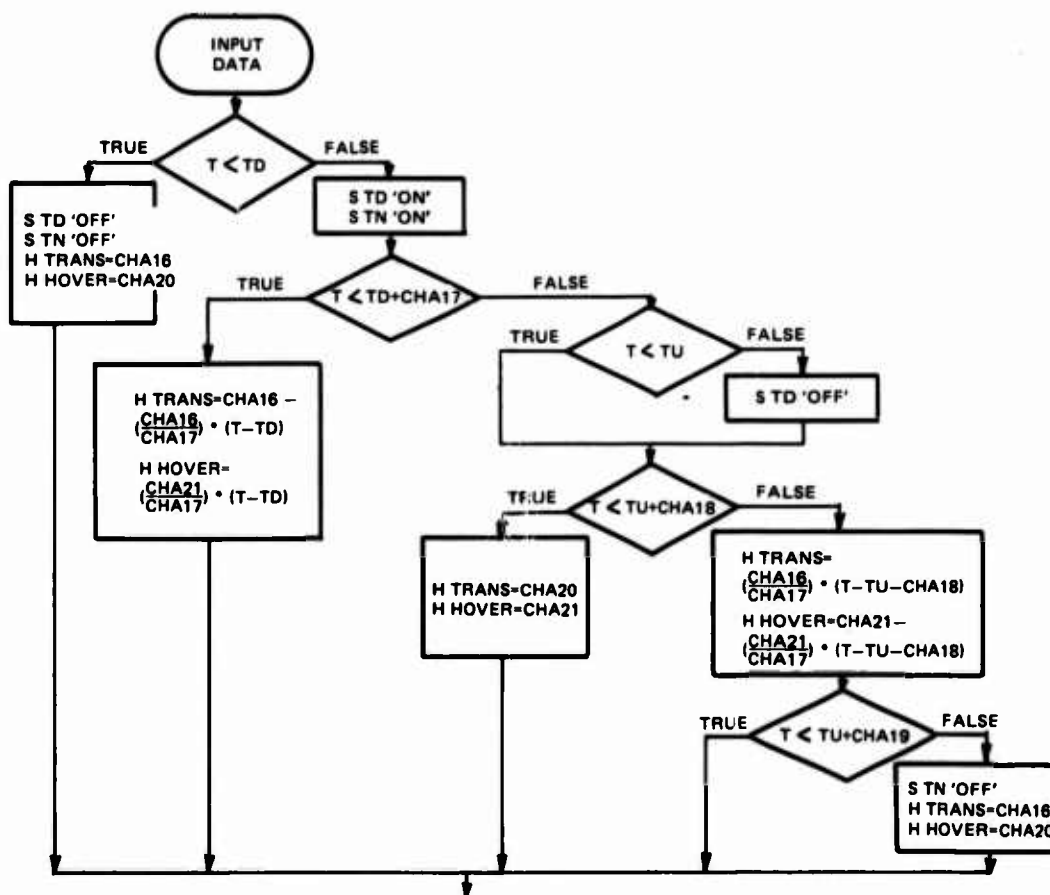 INPUT
DATA
T < TD
TRUE
FALSE
S TD 'OFF'
S TN 'OFF'
H TRANS=CHA16
H HOVER=CHA20
S TD 'ON'
S TN 'ON'
T < TD+CHA17
TRUE
FALSE
H TRANS=CHA16 –
(CHA16/CHA17) * (T–TD)
H HOVER=
(CHA21/CHA17) * (T–TD)
T < TU
TRUE
FALSE
S TD 'OFF'
T < TU+CHA18
TRUE
FALSE
H TRANS=CHA20
H HOVER=CHA21
H TRANS=
(CHA16/CHA17) * (T–TU–CHA18)
H HOVER=CHA21–
(CHA21/CHA17) * (T–TU–CHA18)
T < TU+CHA19
TRUE
FALSE
S TN 'OFF'
H TRANS=CHA16
H HOVER=CHA20